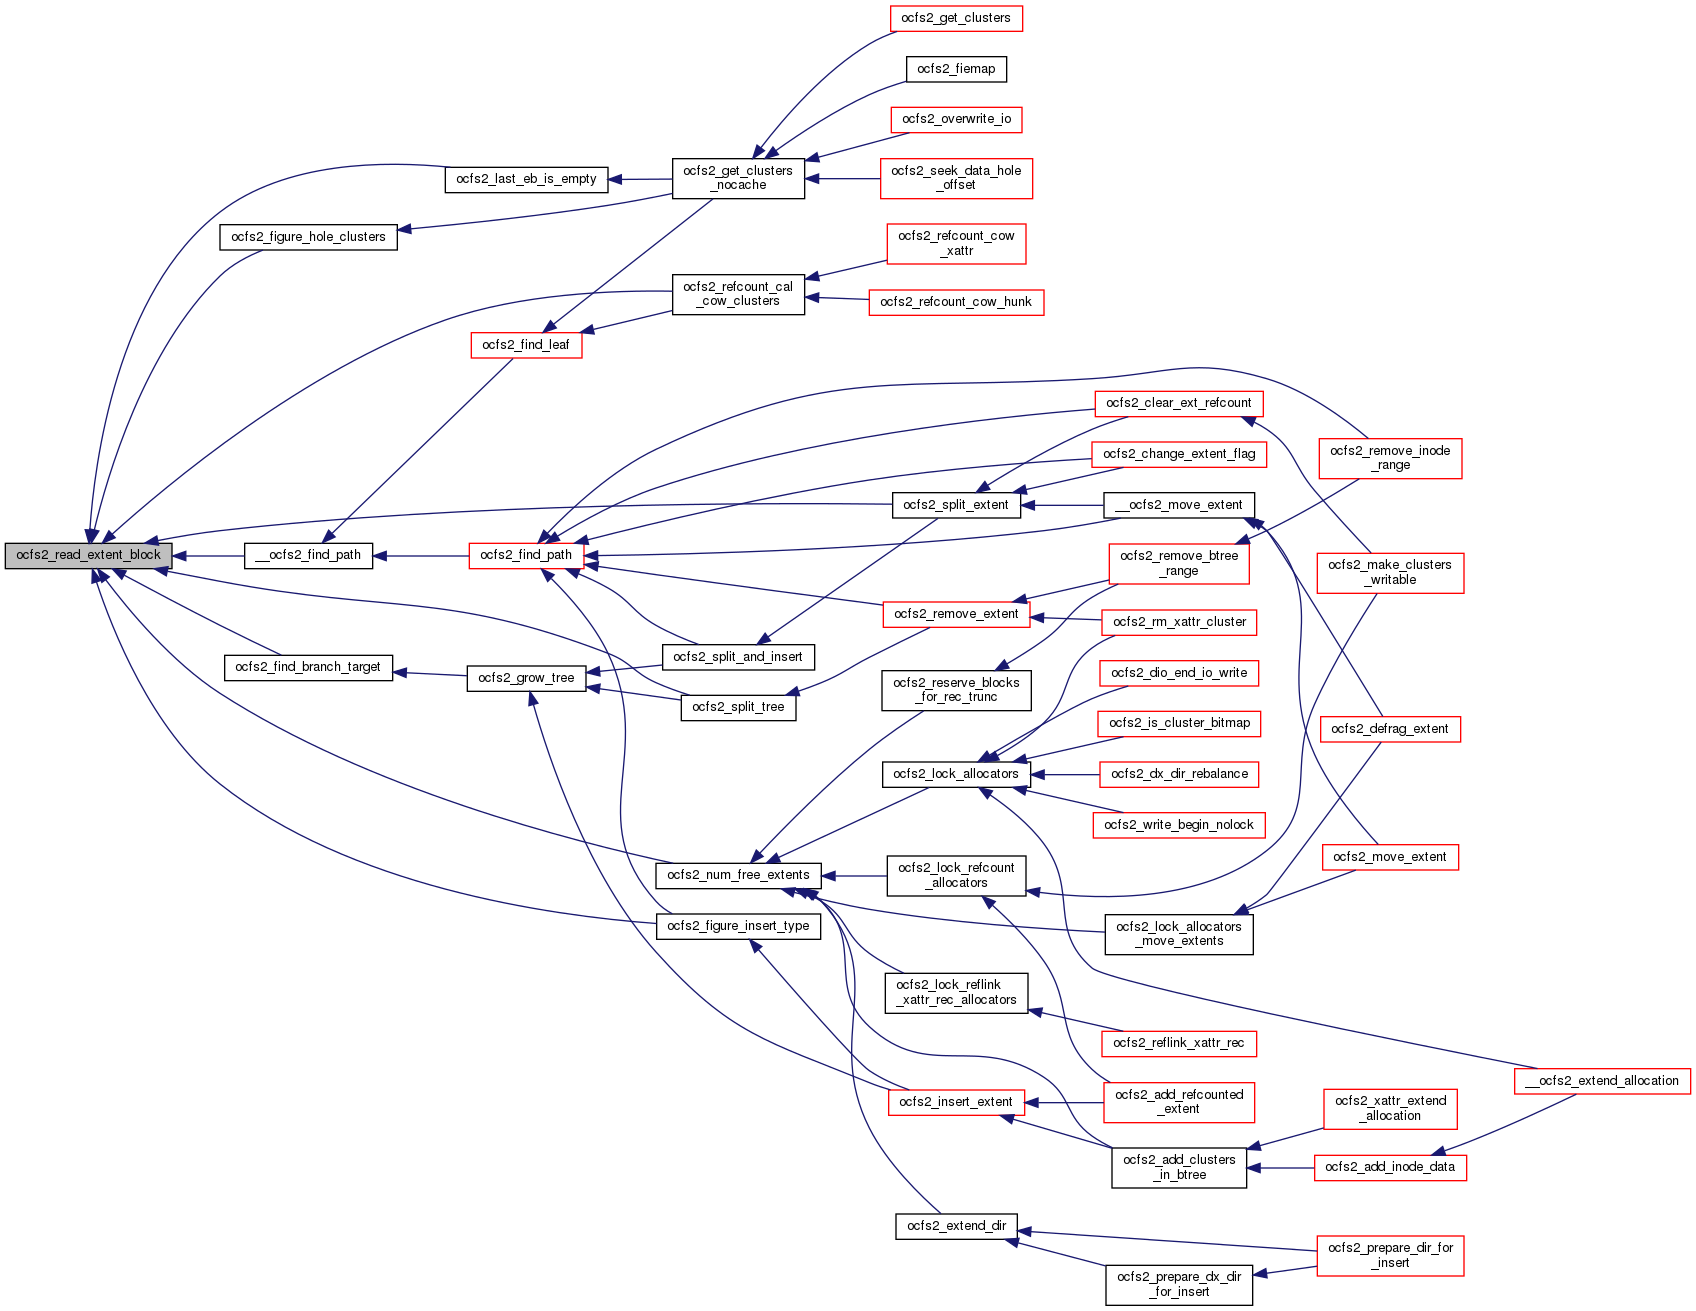 ocfs2_get_clusters
ocfs2_fiemap
ocfs2_overwrite_io
ocfs2_last_eb_is_empty
ocfs2_get_clusters
_nocache
ocfs2_seek_data_hole
_offset
ocfs2_figure_hole_clusters
ocfs2_refcount_cow
_xattr
ocfs2_refcount_cal
_cow_clusters
ocfs2_refcount_cow_hunk
ocfs2_find_leaf
ocfs2_clear_ext_refcount
ocfs2_change_extent_flag
ocfs2_remove_inode
_range
ocfs2_split_extent
__ocfs2_move_extent
ocfs2_read_extent_block
__ocfs2_find_path
ocfs2_find_path
ocfs2_remove_btree
_range
ocfs2_make_clusters
_writable
ocfs2_remove_extent
ocfs2_rm_xattr_cluster
ocfs2_find_branch_target
ocfs2_grow_tree
ocfs2_split_and_insert
ocfs2_split_tree
ocfs2_reserve_blocks
_for_rec_trunc
ocfs2_dio_end_io_write
ocfs2_is_cluster_bitmap
ocfs2_defrag_extent
ocfs2_lock_allocators
ocfs2_dx_dir_rebalance
ocfs2_write_begin_nolock
ocfs2_num_free_extents
ocfs2_lock_refcount
_allocators
ocfs2_move_extent
ocfs2_figure_insert_type
ocfs2_lock_allocators
_move_extents
ocfs2_lock_reflink
_xattr_rec_allocators
ocfs2_reflink_xattr_rec
__ocfs2_extend_allocation
ocfs2_insert_extent
ocfs2_add_refcounted
_extent
ocfs2_xattr_extend
_allocation
ocfs2_add_clusters
_in_btree
ocfs2_add_inode_data
ocfs2_extend_dir
ocfs2_prepare_dir_for
_insert
ocfs2_prepare_dx_dir
_for_insert